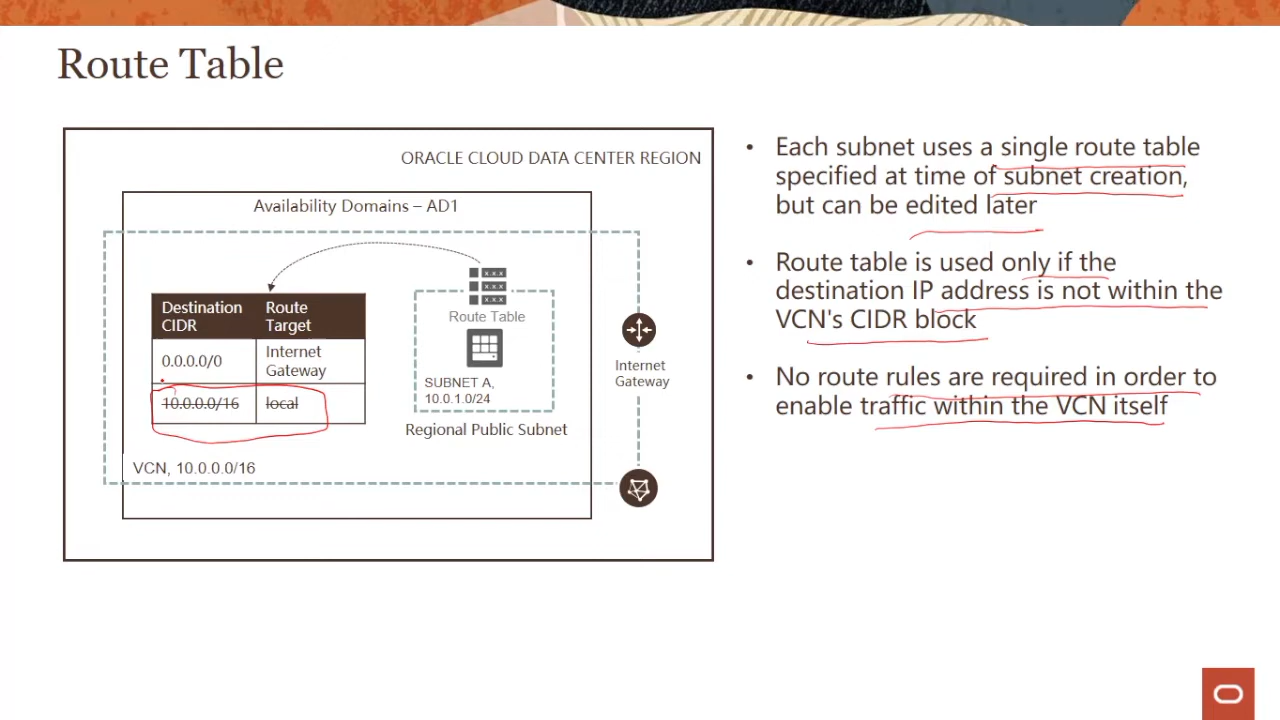 Route Table
ORACLE CLOUD DATA CENTER REGION
Availability Domains – AD1
Destination CIDR
Route Target
0.0.0.0/0
Internet Gateway
10.0.0.0/16
local
x.x.x
x.x.x
x.x.x
Route Table
SUBNET A,
10.0.1.0/24
Regional Public Subnet
Internet
Gateway
VCN, 10.0.0.0/16
• Each subnet uses a single route table
specified at time of subnet creation,
but can be edited later
• Route table is used only if the
destination IP address is not within the
VCN's CIDR block
• No route rules are required in order to
enable traffic within the VCN itself